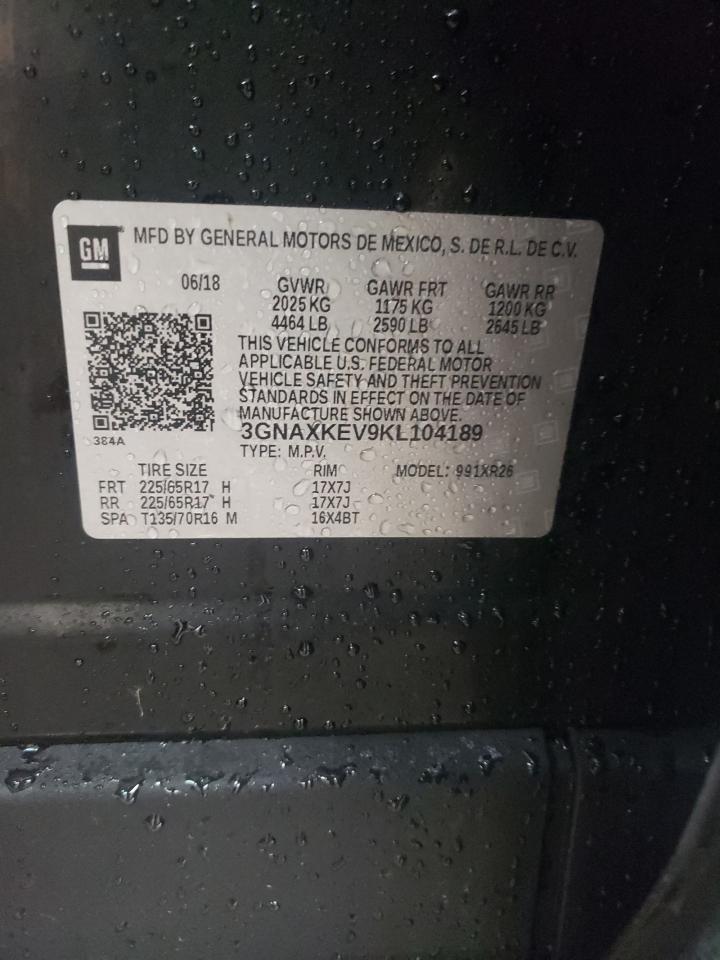 GM
MFD BY GENERAL MOTORS DE MEXICO, S. DE R.L. DE C.V.
06/18 GVWR GAWR FRT GAWR RR
2025 KG 1175 KG 1200 KG
4464 LB 2590 LB 2645 LB
THIS VEHICLE CONFORMS TO ALL
APPLICABLE U.S. FEDERAL MOTOR
VEHICLE SAFETY AND THEFT PREVENTION
STANDARDS IN EFFECT ON THE DATE OF
MANUFACTURE SHOWN ABOVE.
3GNAXKEV9KL104189
384A
TYPE: M.P.V.
TIRE SIZE RIM MODEL: 991XR26
FRT 225/65R17 H 17X7J
RR 225/65R17 H 17X7J
SPA T135/70R16 M 16X4BT